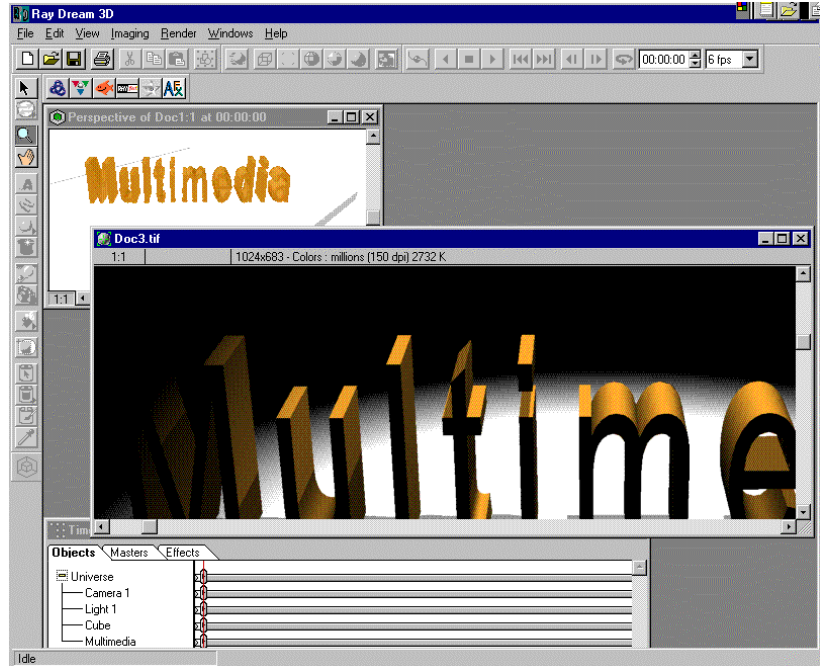 Ray Dream 3D
File Edit View Imaging Render Windows Help
00:00:00 6 fps
Perspective of Doc1:1 at 00:00:00
Multimedia
Doc3.tif
1:1 1024x683 - Colors : millions (150 dpi) 2732 K
1:1
Multime
Tim
Objects Masters Effects
Universe
Camera 1
Light 1
Cube
Multimedia
Idle